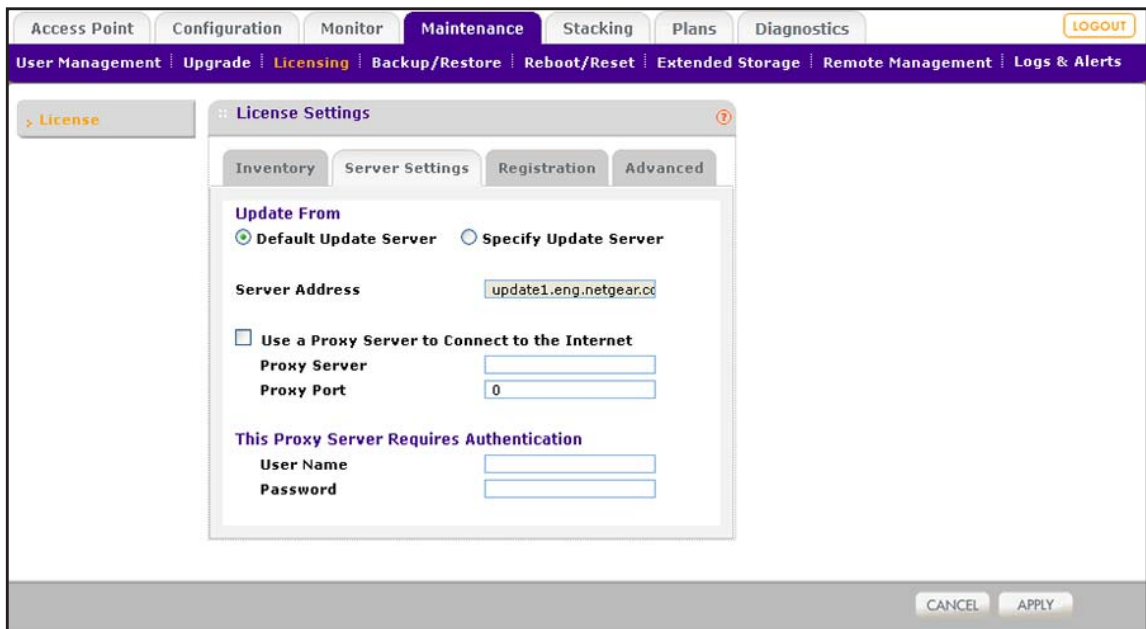 Access Point Configuration Monitor Maintenance Stacking Plans Diagnostics LOGOUT
User Management Upgrade Licensing Backup/Restore Reboot/Reset Extended Storage Remote Management Logs & Alerts
> License
:: License Settings ?
Inventory Server Settings Registration Advanced
Update From
Default Update Server Specify Update Server
Server Address update1.eng.netgear.co
Use a Proxy Server to Connect to the Internet
Proxy Server
Proxy Port 0
This Proxy Server Requires Authentication
User Name
Password
CANCEL APPLY